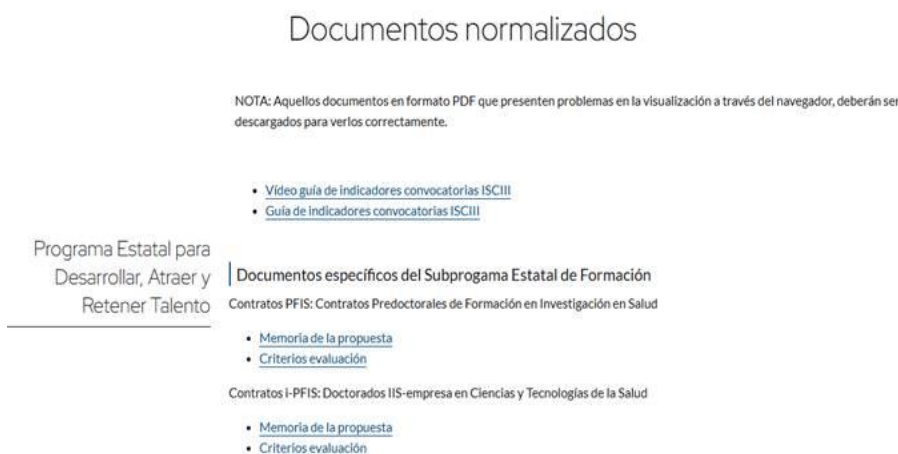 Documentos normalizados
NOTA: Aquellos documentos en formato PDF que presenten problemas en la visualización a través del navegador, deberán ser
descargados para verlos correctamente.
• Vídeo guía de indicadores convocatorias ISCIII
• Guía de indicadores convocatorias ISCIII
Programa Estatal para
Desarrollar, Atraer y
Retener Talento
Documentos específicos del Subprogama Estatal de Formación
Contratos PFIS: Contratos Predoctorales de Formación en Investigación en Salud
• Memoria de la propuesta
• Criterios evaluación
Contratos i-PFIS: Doctorados IIS-empresa en Ciencias y Tecnologías de la Salud
• Memoria de la propuesta
• Criterios evaluación